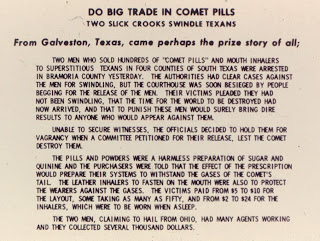 DO BIG TRADE IN COMET PILLS
TWO SLICK CROOKS SWINDLE TEXANS
From Galveston, Texas, came perhaps the prize story of all;
TWO MEN WHO SOLD HUNDREDS OF "COMET" PILLS AND MOUTH INHALERS
TO SUPERSTITIOUS TEXANS IN FOUR COUNTIES OF SOUTH TEXAS WERE ARRESTED
IN BRAMORIA COUNTY YESTERDAY. THE AUTHORITIES HAD CLEAR CASES AGAINST
THE MEN FOR SWINDLING, BUT THE COURTHOUSE WAS SOON BESIEGED BY PEOPLE
BEGGING FOR THE RELEASE OF THE MEN. THEIR VICTIMS PLEADED THEY HAD
NOT BEEN SWINDLING, THAT THE TIME FOR THE WORLD TO BE DESTROYED HAD
NOW ARRIVED, AND THAT TO PUNISH THESE MEN WOULD SURELY BRING DIRE
RESULTS TO ANYONE WHO WOULD APPEAR AGAINST THEM.
UNABLE TO SECURE WITNESSES, THE OFFICIALS DECIDED TO HOLD THEM FOR
VAGRANCY WHEN A COMMITTEE PETITIONED FOR THEIR RELEASE, LEST THE
COMET DESTROY THEM.
THE PILLS AND POWDERS WERE A HARMLESS PREPARATION OF SUGAR AND
QUININE AND THE PURCHASERS WERE TOLD THAT THE EFFECT OF THE PRESCRIPTION
WOULD PREPARE THEIR SYSTEMS TO WITHSTAND THE GASES OF THE COMET'S
TAIL. THE LEATHER INHALERS TO FASTEN ON THE MOUTH WERE ALSO TO PROTECT
THE WEARERS AGAINST THE GASES. THE VICTIMS PAID FROM $5 TO $10 FOR
THE LAYOUT, SOME TAKING AS MANY AS FIFTY, AND FROM $2 TO $24 FOR THE
INHALERS, WHICH WERE TO BE WORN WHEN ASLEEP.
THE TWO MEN, CLAIMING TO HAIL FROM OHIO, HAD MANY AGENTS WORKING
AND THEY COLLECTED SEVERAL THOUSAND DOLLARS.